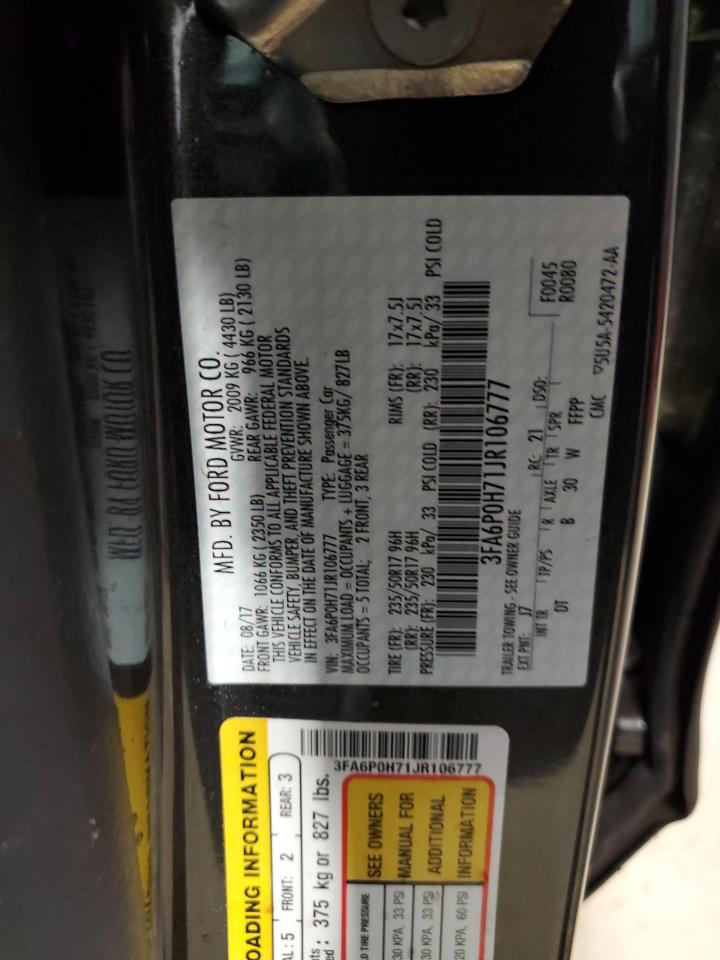 MFD. BY FORD MOTOR CO.
DATE: 08/17 GVWR: 2009 KG ( 4430 LB)
FRONT GAWR: 1066 KG ( 2350 LB) REAR GAWR: 966 KG ( 2130 LB)
THIS VEHICLE CONFORMS TO ALL APPLICABLE FEDERAL MOTOR
VEHICLE SAFETY, BUMPER, AND THEFT PREVENTION STANDARDS
IN EFFECT ON THE DATE OF MANUFACTURE SHOWN ABOVE.
VIN: 3FA6P0H71JR106777 TYPE: Passenger Car
MAXIMUM LOAD = OCCUPANTS + LUGGAGE = 375KG/ 827LB
OCCUPANTS = 5 TOTAL; 2 FRONT, 3 REAR
TIRE (FR): 235/50R17 96H RIMS (FR): 17x7.5J
(RR): 235/50R17 96H (RR): 17x7.5J
PRESSURE (FR): 230 kPa/ 33 PSI COLD (RR): 230 kPa/ 33 PSI COLD
3FA6P0H71JR106777
TRAILER TOWING - SEE OWNER GUIDE
EXT PNT: J7 RC: 21 DSO: F0045
R0080
INT TR TP/PS R AXLE TR SPR
DT B 30 W FFPP
CMC
5U5A-5420472-AA
OADING INFORMATION
AL: 5 FRONT: 2 REAR: 3
375 kg or 827 lbs.
3FA6P0H71JR106777
TIRE PRESSURE
30 KPA, 33 PSI
30 KPA, 33 PSI
20 KPA, 60 PSI
SEE OWNERS
MANUAL FOR
ADDITIONAL
INFORMATION